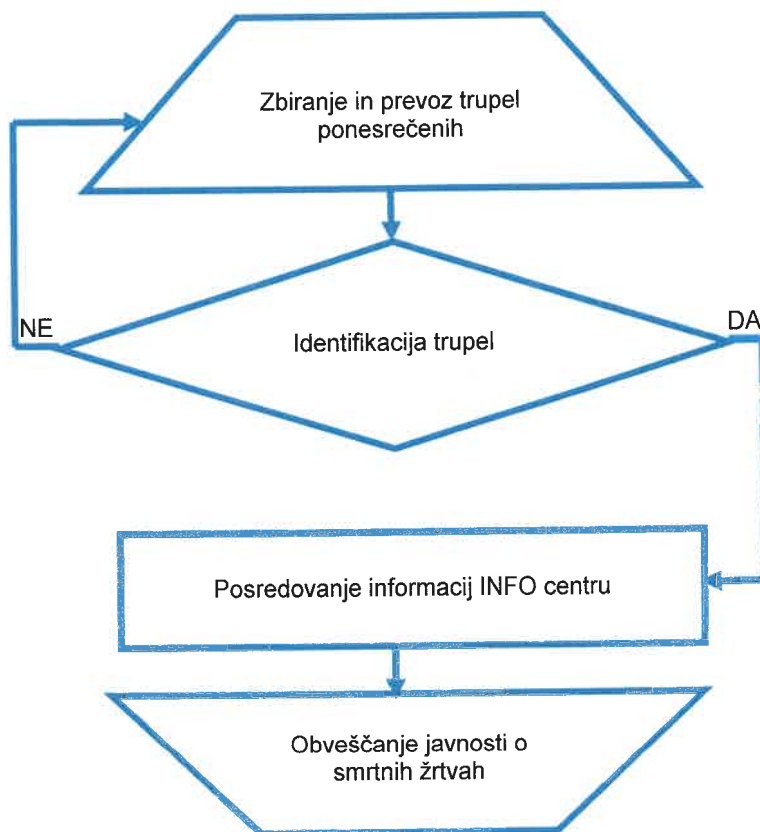 Zbiranje in prevoz trupel
ponesrečenih
NE
Identifikacija trupel
DA
Posredovanje informacij INFO centru
Obveščanje javnosti o
smrtnih žrtvah